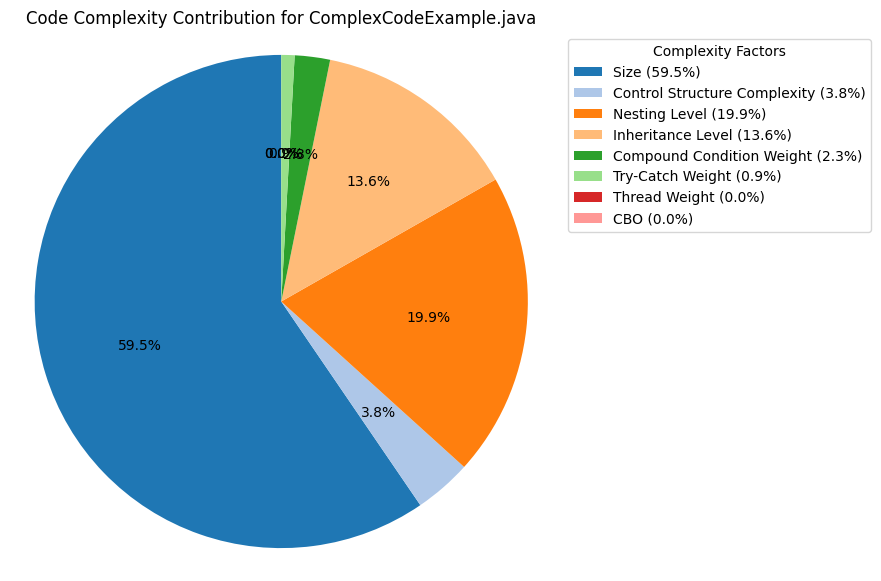 Code Complexity Contribution for ComplexCodeExample.java
Complexity Factors
Size (59.5%)
Control Structure Complexity (3.8%)
Nesting Level (19.9%)
Inheritance Level (13.6%)
Compound Condition Weight (2.3%)
Try-Catch Weight (0.9%)
Thread Weight (0.0%)
CBO (0.0%)
13.6%
19.9%
59.5%
3.8%